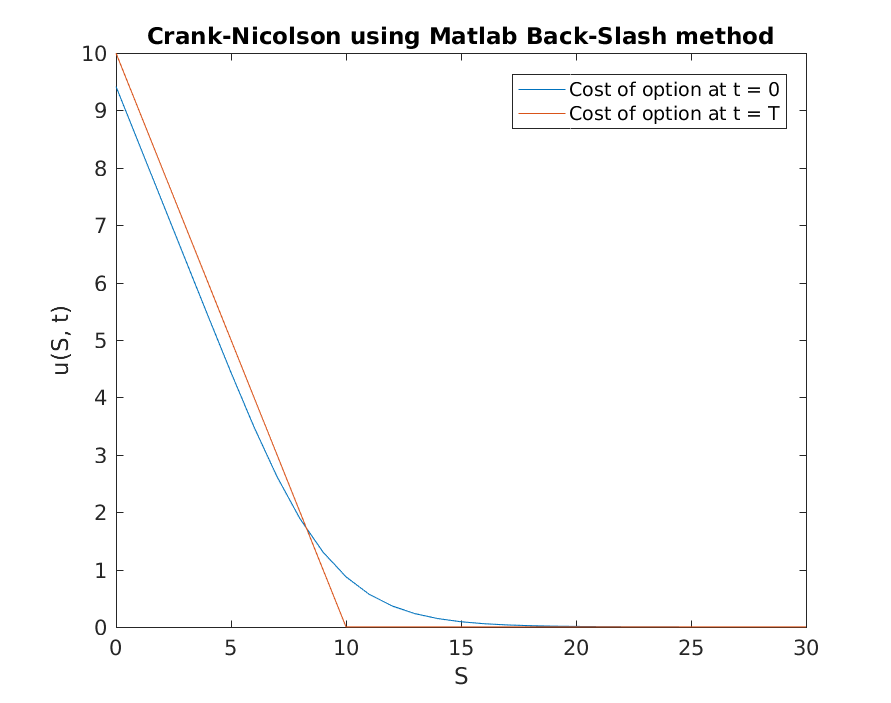 Crank-Nicolson using Matlab Back-Slash method
Cost of option at t = 0
Cost of option at t = T
10
9
8
7
6
5
4
3
2
1
0
u(S, t)
0 5 10 15 20 25 30
S